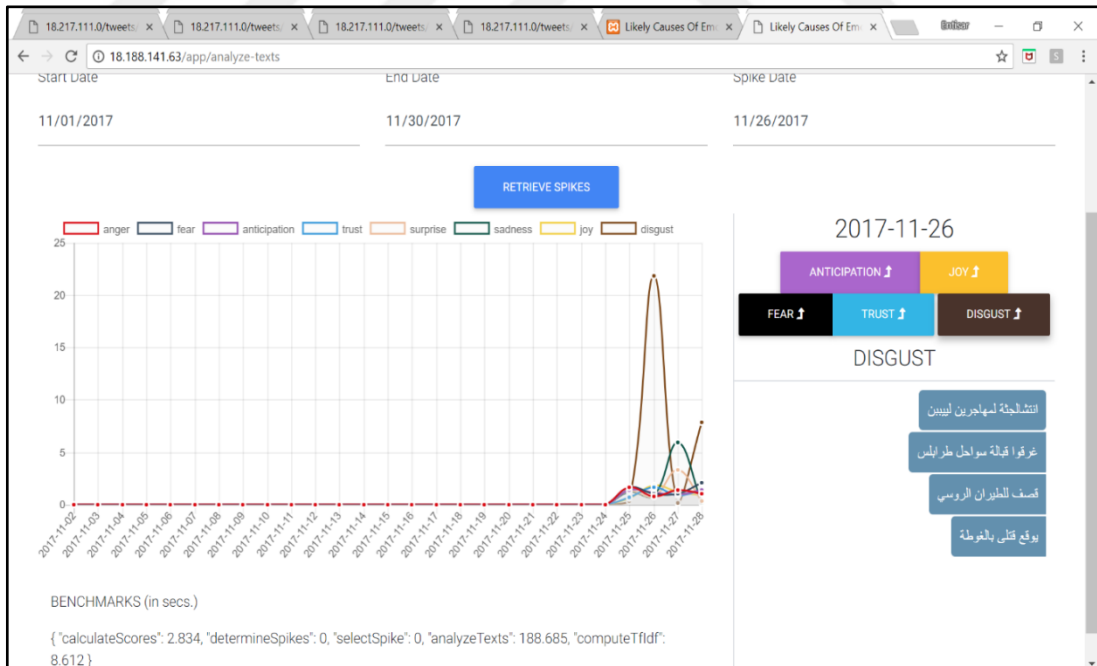 18.217.111.0/tweets/
18.217.111.0/tweets/
18.217.111.0/tweets/
18.217.111.0/tweets/
Likely Causes Of Em
Likely Causes Of Em
18.188.141.63/app/analyze-texts
Start Date
End Date
Spike Date
11/01/2017
11/30/2017
11/26/2017
RETRIEVE SPIKES
anger fear anticipation trust surprise sadness joy disgust
25
20
15
10
5
0
2017-11-02
2017-11-03
2017-11-04
2017-11-05
2017-11-06
2017-11-07
2017-11-08
2017-11-09
2017-11-10
2017-11-11
2017-11-12
2017-11-13
2017-11-14
2017-11-15
2017-11-16
2017-11-17
2017-11-18
2017-11-19
2017-11-20
2017-11-21
2017-11-22
2017-11-23
2017-11-24
2017-11-25
2017-11-26
2017-11-27
2017-11-28
2017-11-26
ANTICIPATION
JOY
FEAR
TRUST
DISGUST
DISGUST
انتشالجثة لمهاجرين ليبيين
غرقوا قبالة سواحل طرابلس
قصف للطيران الروسي
يوقع قتلى بالغوطة
BENCHMARKS (in secs.)
{ "calculateScores": 2.834, "determineSpikes": 0, "selectSpike": 0, "analyzeTexts": 188.685, "computeTfIdf":
8.612 }